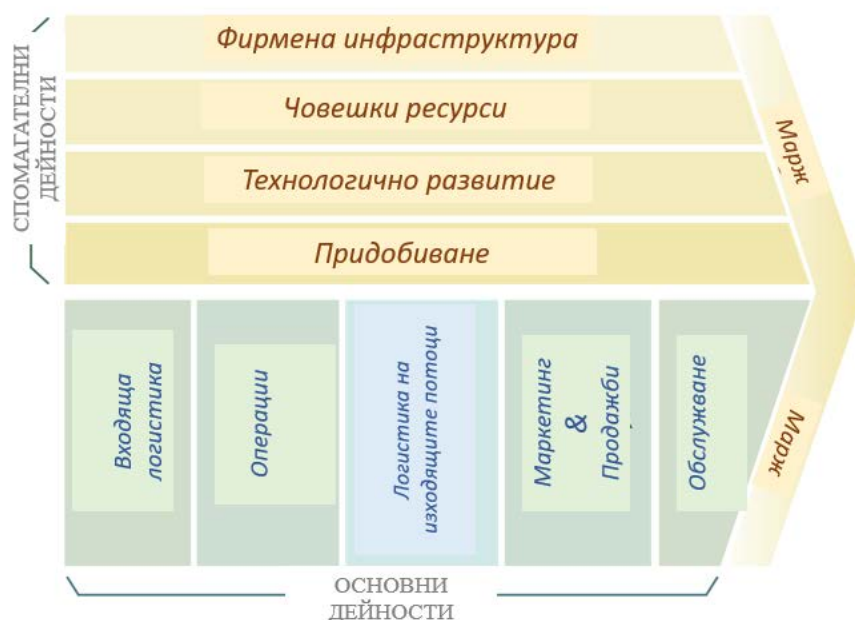 СПОМАГАТЕЛНИ
ДЕЙНОСТИ
Фирмена инфраструктура
Човешки ресурси
Технологично развитие
Придобиване
Марж
Входяща
логистика
Операции
Логистика на
изходящите потоци
Маркетинг
&
Продажби
Обслужване
Марж
ОСНОВНИ
ДЕЙНОСТИ